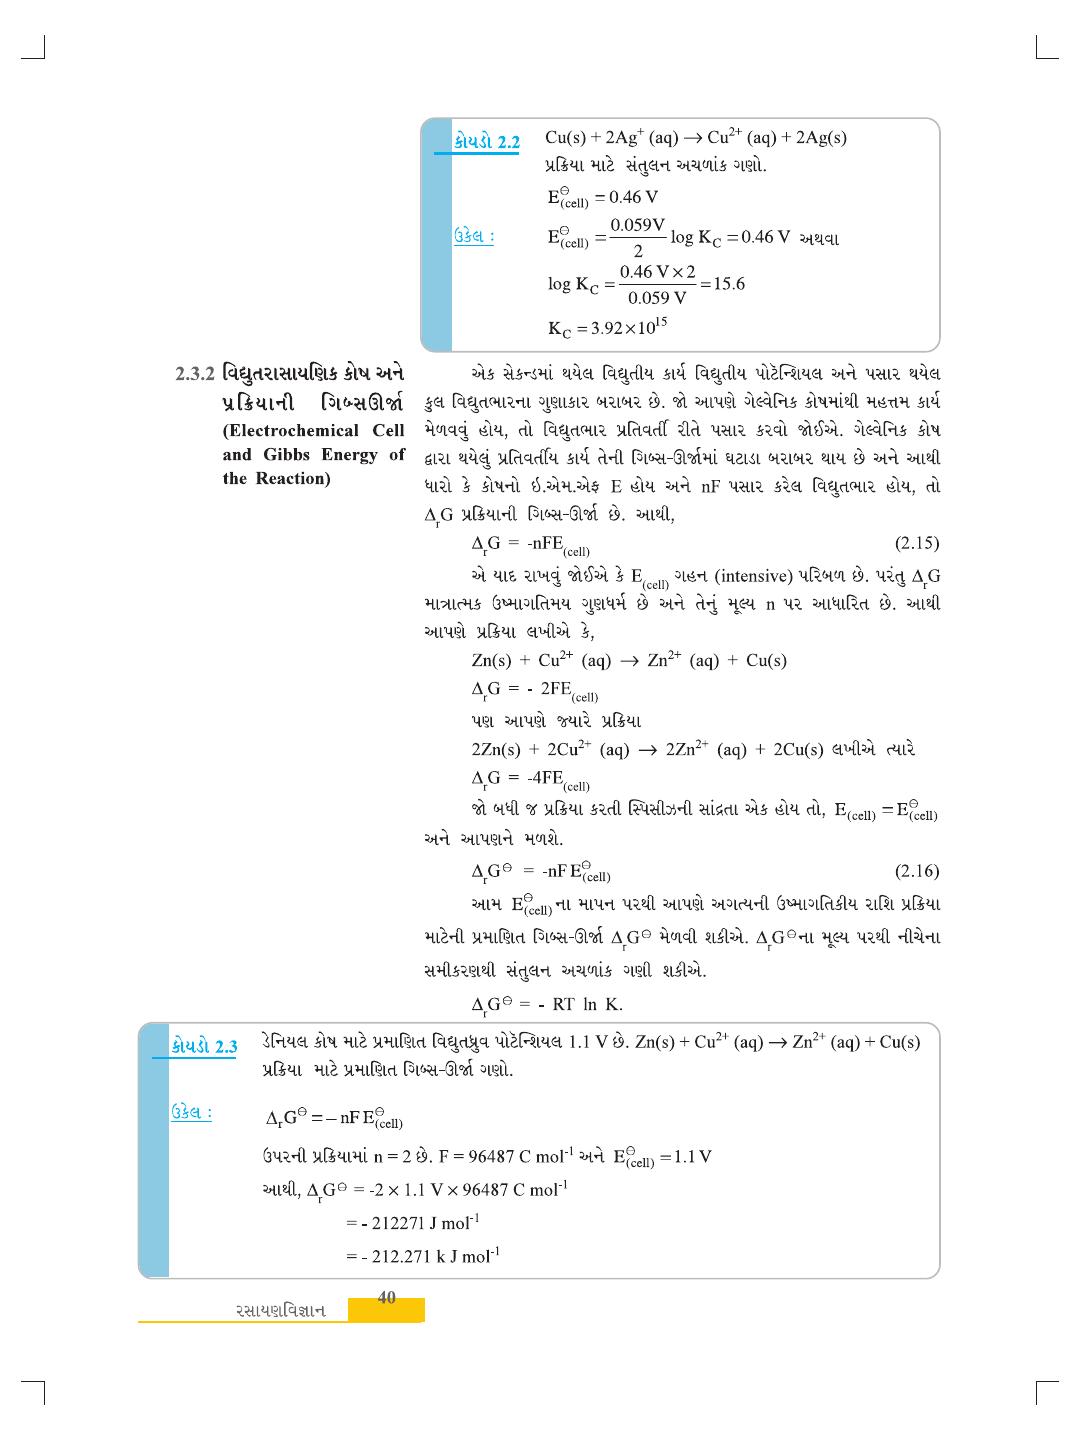 કોયડો 2.2
Cu(s) + 2Ag⁺ (aq) → Cu²⁺ (aq) + 2Ag(s)
પ્રક્રિયા માટે સંતુલન અચળાંક ગણો.
E⊖(cell) = 0.46 V
ઉકેલ :
E⊖(cell) = 0.059V / 2 log K_C = 0.46 V અથવા
log K_C = 0.46 V × 2 / 0.059 V = 15.6
K_C = 3.92×10¹⁵
2.3.2 વિદ્યુતરાસાયણિક કોષ અને
પ્રક્રિયાની ગિબ્સઊર્જા
(Electrochemical Cell
and Gibbs Energy of
the Reaction)
એક સેકન્ડમાં થયેલ વિદ્યુતીય કાર્ય વિદ્યુતીય પોટૅન્શિયલ અને પસાર થયેલ
કુલ વિદ્યુતભારના ગુણાકાર બરાબર છે. જો આપણે ગેલ્વેનિક કોષમાંથી મહત્તમ કાર્ય
મેળવવું હોય, તો વિદ્યુતભાર પ્રતિવર્તી રીતે પસાર કરવો જોઈએ. ગેલ્વેનિક કોષ
દ્વારા થયેલું પ્રતિવર્તીય કાર્ય તેની ગિબ્સ-ઊર્જામાં ઘટાડા બરાબર થાય છે અને આથી
ધારો કે કોષનો ઇ.એમ.એફ E હોય અને nF પસાર કરેલ વિદ્યુતભાર હોય, તો
ΔᵣG પ્રક્રિયાની ગિબ્સ-ઊર્જા છે. આથી,
ΔᵣG = -nFE(cell) (2.15)
એ યાદ રાખવું જોઈએ કે E(cell) ગહન (intensive) પરિબળ છે. પરંતુ ΔᵣG
માત્રાત્મક ઉષ્માગતિમય ગુણધર્મ છે અને તેનું મૂલ્ય n પર આધારિત છે. આથી
આપણે પ્રક્રિયા લખીએ કે,
Zn(s) + Cu²⁺ (aq) → Zn²⁺ (aq) + Cu(s)
ΔᵣG = - 2FE(cell)
પણ આપણે જ્યારે પ્રક્રિયા
2Zn(s) + 2Cu²⁺ (aq) → 2Zn²⁺ (aq) + 2Cu(s) લખીએ ત્યારે
ΔᵣG = -4FE(cell)
જો બધી જ પ્રક્રિયા કરતી સ્પિસીઝની સાંદ્રતા એક હોય તો, E(cell) = E⊖(cell)
અને આપણને મળશે.
ΔᵣG⊖ = -nF E⊖(cell) (2.16)
આમ E⊖(cell) ના માપન પરથી આપણે અગત્યની ઉષ્માગતિકીય રાશિ પ્રક્રિયા
માટેની પ્રમાણિત ગિબ્સ-ઊર્જા ΔᵣG⊖ મેળવી શકીએ. ΔᵣG⊖ના મૂલ્ય પરથી નીચેના
સમીકરણથી સંતુલન અચળાંક ગણી શકીએ.
ΔᵣG⊖ = - RT ln K.
કોયડો 2.3
ડેનિયલ કોષ માટે પ્રમાણિત વિદ્યુતધ્રુવ પોટૅન્શિયલ 1.1 V છે. Zn(s) + Cu²⁺ (aq) → Zn²⁺ (aq) + Cu(s)
પ્રક્રિયા માટે પ્રમાણિત ગિબ્સ-ઊર્જા ગણો.
ઉકેલ :
ΔᵣG⊖ = – nF E⊖(cell)
ઉપરની પ્રક્રિયામાં n = 2 છે. F = 96487 C mol⁻¹ અને E⊖(cell) = 1.1 V
આથી, ΔᵣG⊖ = -2 × 1.1 V × 96487 C mol⁻¹
= - 212271 J mol⁻¹
= - 212.271 k J mol⁻¹
રસાયણવિજ્ઞાન 40